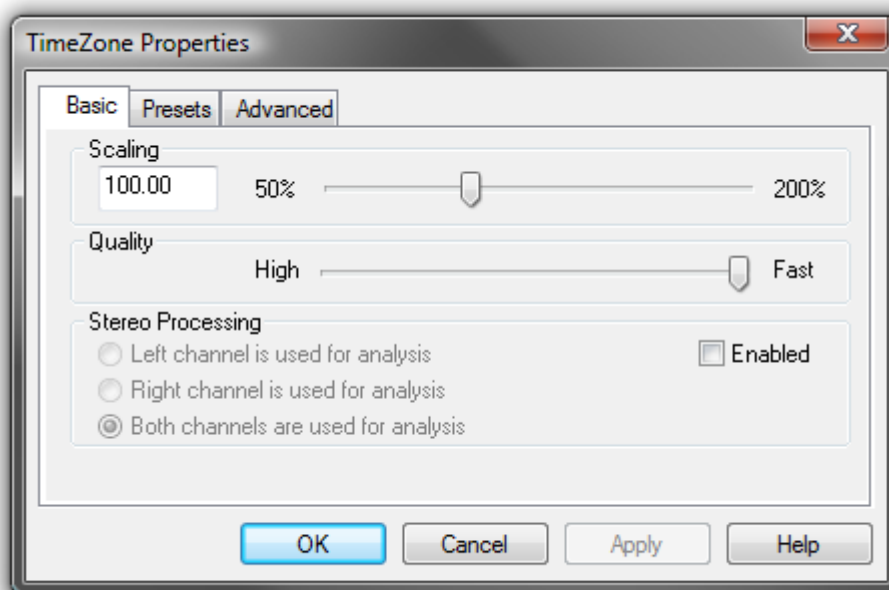 TimeZone Properties
Basic Presets Advanced
Scaling
100.00 50% 200%
Quality
High Fast
Stereo Processing
Left channel is used for analysis Enabled
Right channel is used for analysis
Both channels are used for analysis
OK Cancel Apply Help